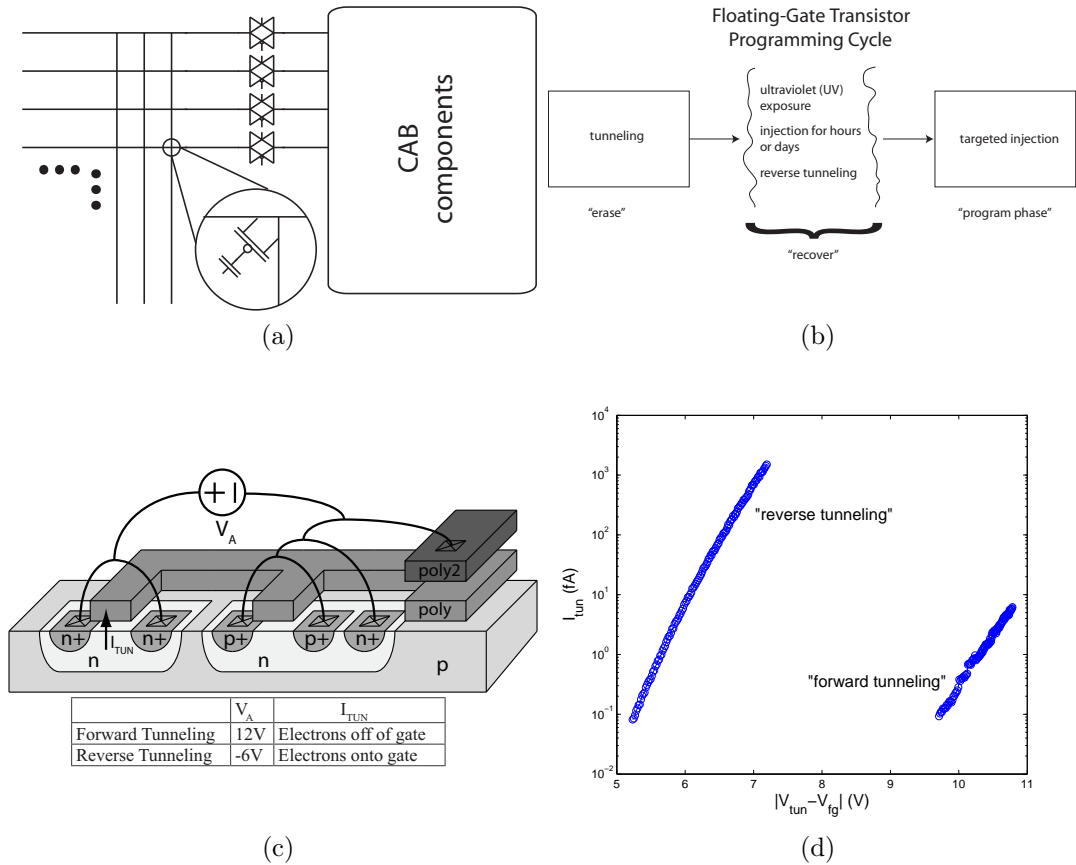 CAB
components
(a)
Floating-Gate Transistor
Programming Cycle
tunneling
"erase"
ultraviolet (UV)
exposure
injection for hours
or days
reverse tunneling
"recover"
targeted injection
"program phase"
(b)
+ I
V_A
poly2
poly
n+
n+
p+
p+
n+
I_TUN
n
n
p
V_A I_TUN
Forward Tunneling 12V Electrons off of gate
Reverse Tunneling -6V Electrons onto gate
(c)
10^4
10^3
10^2
10^1
10^0
10^-1
10^-2
I_tun (fA)
"reverse tunneling"
"forward tunneling"
5 6 7 8 9 10 11
|V_tun−V_fg| (V)
(d)